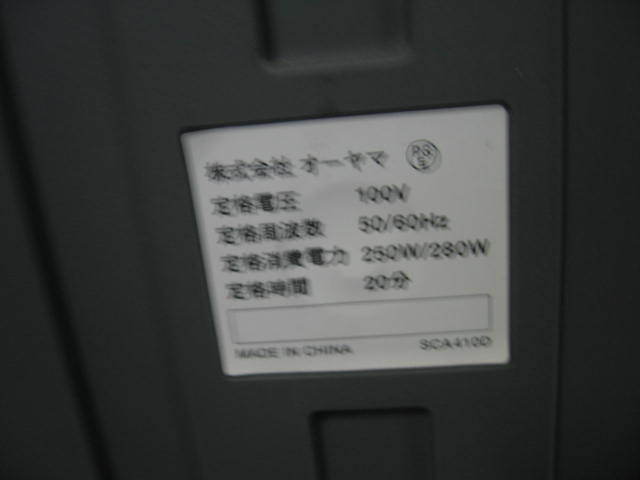 株式会社 オーヤマ PSE
定格電圧 100V
定格周波数 50/60Hz
定格消費電力 250W/280W
定格時間 20分
MADE IN CHINA SCA410D